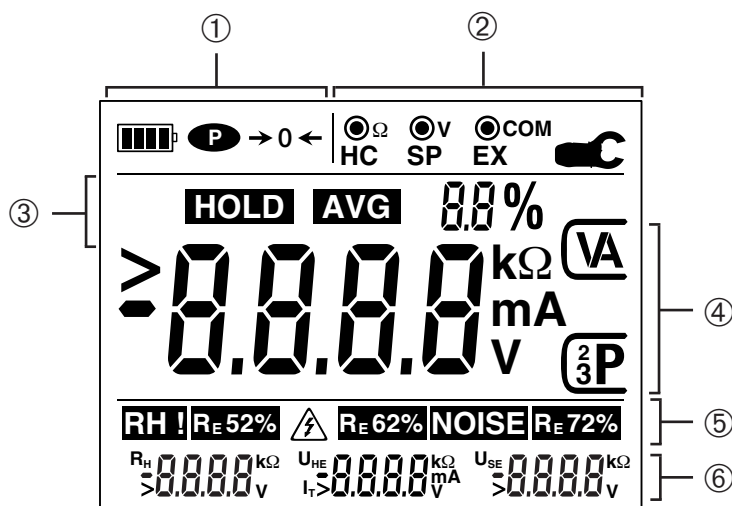 ① ②
P →0← Ω V COM
HC SP EX
③ HOLD AVG 8.8 %
> -8.8.8.8 kΩ VA
mA ④
V 2 3 P
RH ! RE 52% RE 62% NOISE RE 72% ⑤
RH -8.8.8.8 kΩ UHE -8.8.8.8 kΩ USE -8.8.8.8 kΩ ⑥
> V IT > mA V > V